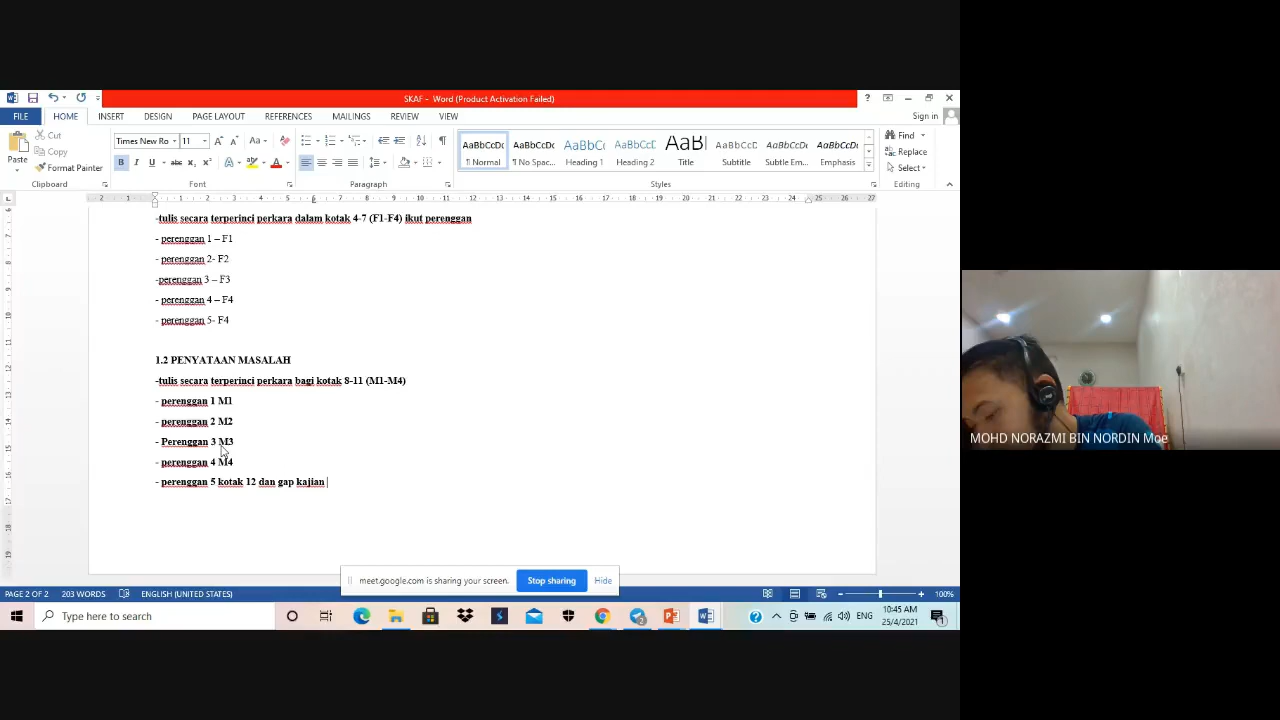 SKAF - Word (Product Activation Failed)
FILE HOME INSERT DESIGN PAGE LAYOUT REFERENCES MAILINGS REVIEW VIEW Sign in
Paste
Cut
Copy
Format Painter
Clipboard
Times New Ro 11
Font
Paragraph
AaBbCcDc AaBbCcDc AaBbCc AaBbCcD AaBl AaBbCcD AaBbCcDc AaBbCcDc
¶ Normal ¶ No Spac... Heading 1 Heading 2 Title Subtitle Subtle Em... Emphasis
Styles
Find
Replace
Select
Editing
-tulis secara terperinci perkara dalam kotak 4-7 (F1-F4) ikut perenggan
- perenggan 1 – F1
- perenggan 2- F2
-perenggan 3 – F3
- perenggan 4 – F4
- perenggan 5- F4
1.2 PENYATAAN MASALAH
-tulis secara terperinci perkara bagi kotak 8-11 (M1-M4)
- perenggan 1 M1
- perenggan 2 M2
- Perenggan 3 M3
- perenggan 4 M4
- perenggan 5 kotak 12 dan gap kajian
MOHD NORAZMI BIN NORDIN Moe
meet.google.com is sharing your screen. Stop sharing Hide
PAGE 2 OF 2 203 WORDS ENGLISH (UNITED STATES) 100%
Type here to search
ENG
10:45 AM
25/4/2021